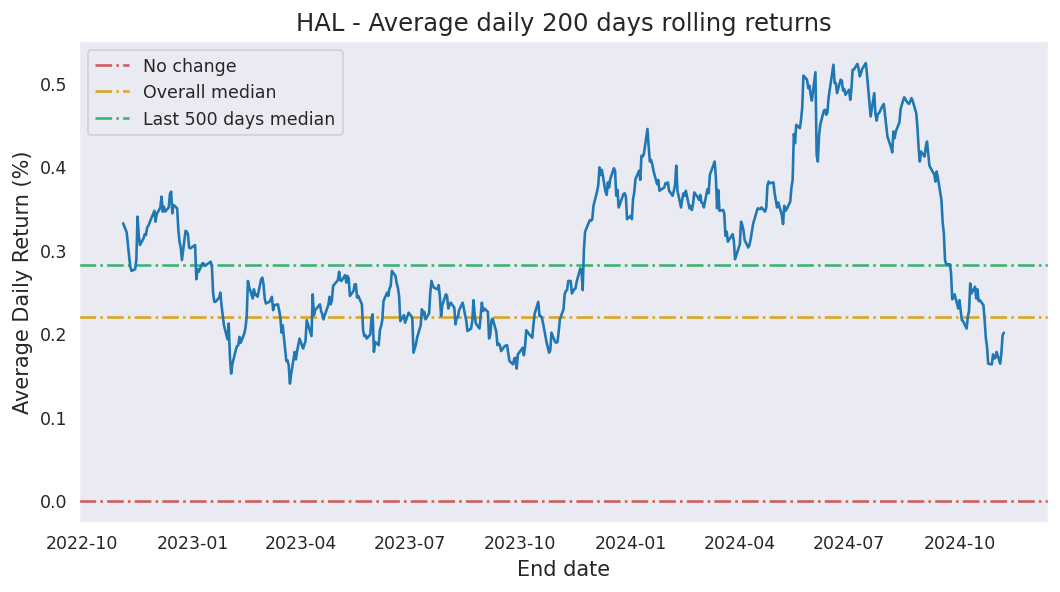 HAL - Average daily 200 days rolling returns
No change
Overall median
Last 500 days median
Average Daily Return (%)
0.5
0.4
0.3
0.2
0.1
0.0
2022-10 2023-01 2023-04 2023-07 2023-10 2024-01 2024-04 2024-07 2024-10
End date